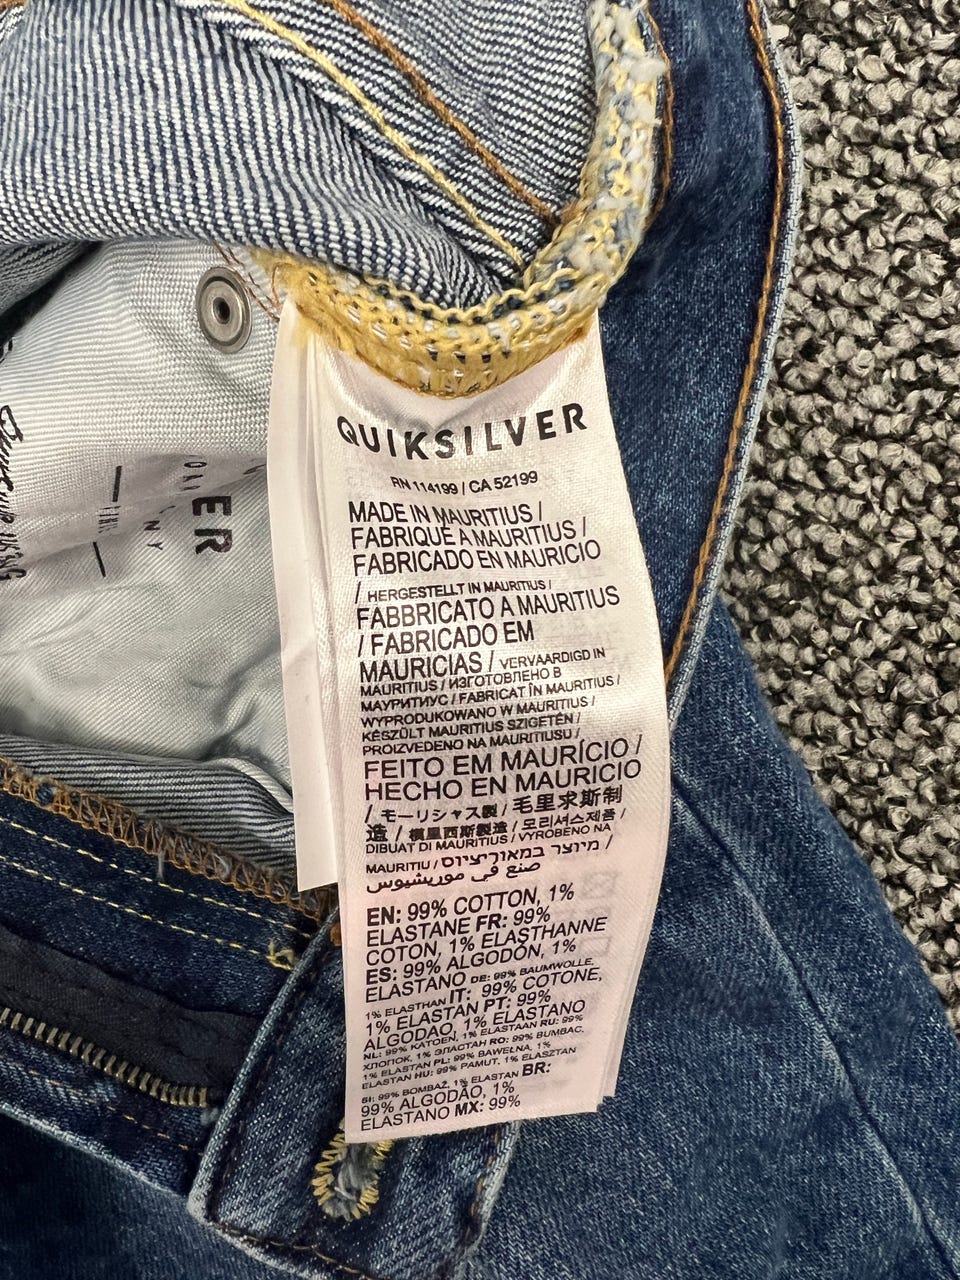 QUIKSILVER
RN 114199 / CA 52199
MADE IN MAURITIUS /
FABRIQUÉ A MAURITIUS /
FABRICADO EN MAURICIO
/ HERGESTELLT IN MAURITIUS /
FABBRICATO A MAURITIUS
/ FABRICADO EM
MAURICIAS / VERVAARDIGD IN
MAURITIUS / ИЗГОТОВЛЕНО В
МАУРИТИУС / FABRICAT ÎN MAURITIUS /
WYPRODUKOWANO W MAURITIUS /
KÉSZÜLT MAURITIUS SZIGETÉN /
PROIZVEDENO NA MAURITIUSU /
FEITO EM MAURÍCIO /
HECHO EN MAURICIO
/ モーリシャス製 / 毛里求斯制
造 / 模里西斯製造 / 모리셔스제품 /
DIBUAT DI MAURITIUS / VYROBENO NA
MAURITIU / מיוצר במאוריציוס /
صنع في موريشيوس
EN: 99% COTTON, 1%
ELASTANE FR: 99%
COTON, 1% ELASTHANNE
ES: 99% ALGODÓN, 1%
ELASTANO DE: 99% BAUMWOLLE,
1% ELASTHAN IT: 99% COTONE,
1% ELASTAN PT: 99%
ALGODAO, 1% ELASTANO
NL: 99% KATOEN, 1% ELASTAAN RU: 99%
ХЛОПОК, 1% ЭЛАСТАН RO: 99% BUMBAC,
1% ELASTAN PL: 99% BAWEŁNA, 1%
ELASTAN HU: 99% PAMUT, 1% ELASZTAN
SI: 99% BOMBAŽ, 1% ELASTAN BR:
99% ALGODÃO, 1%
ELASTANO MX: 99%
ER